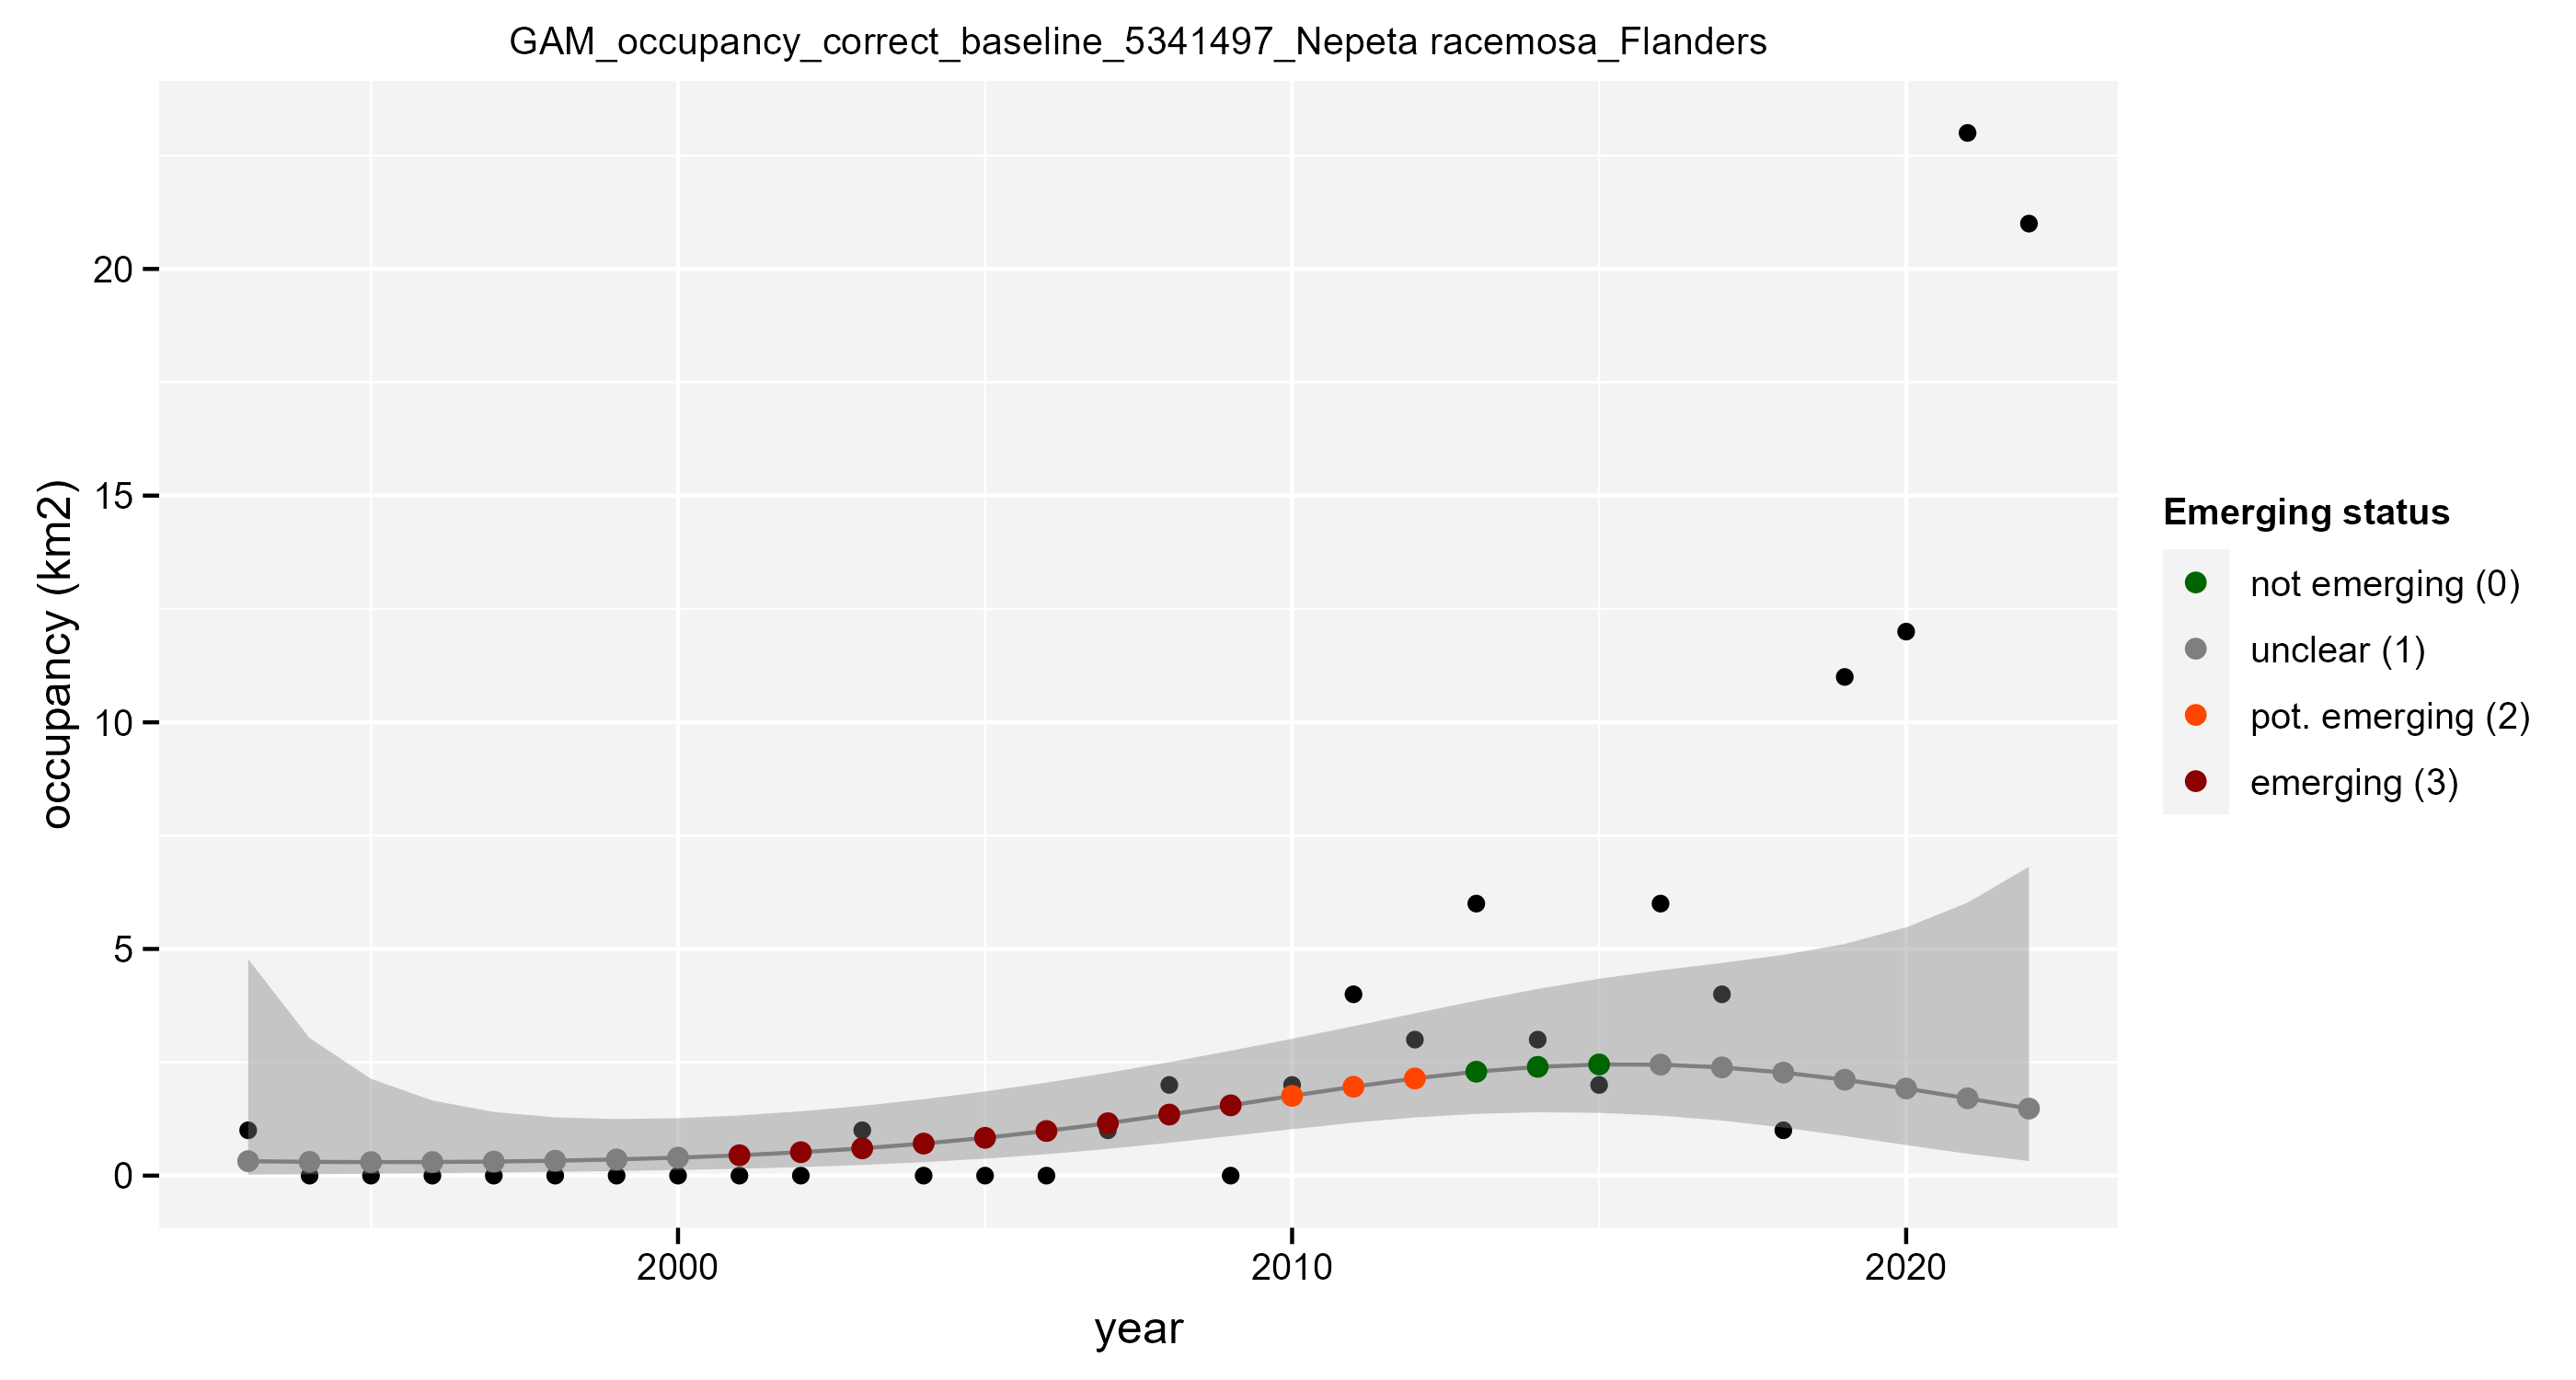 GAM_occupancy_correct_baseline_5341497_Nepeta racemosa_Flanders
occupancy (km2)
20
15
10
5
0
2000
2010
2020
year
Emerging status
not emerging (0)
unclear (1)
pot. emerging (2)
emerging (3)